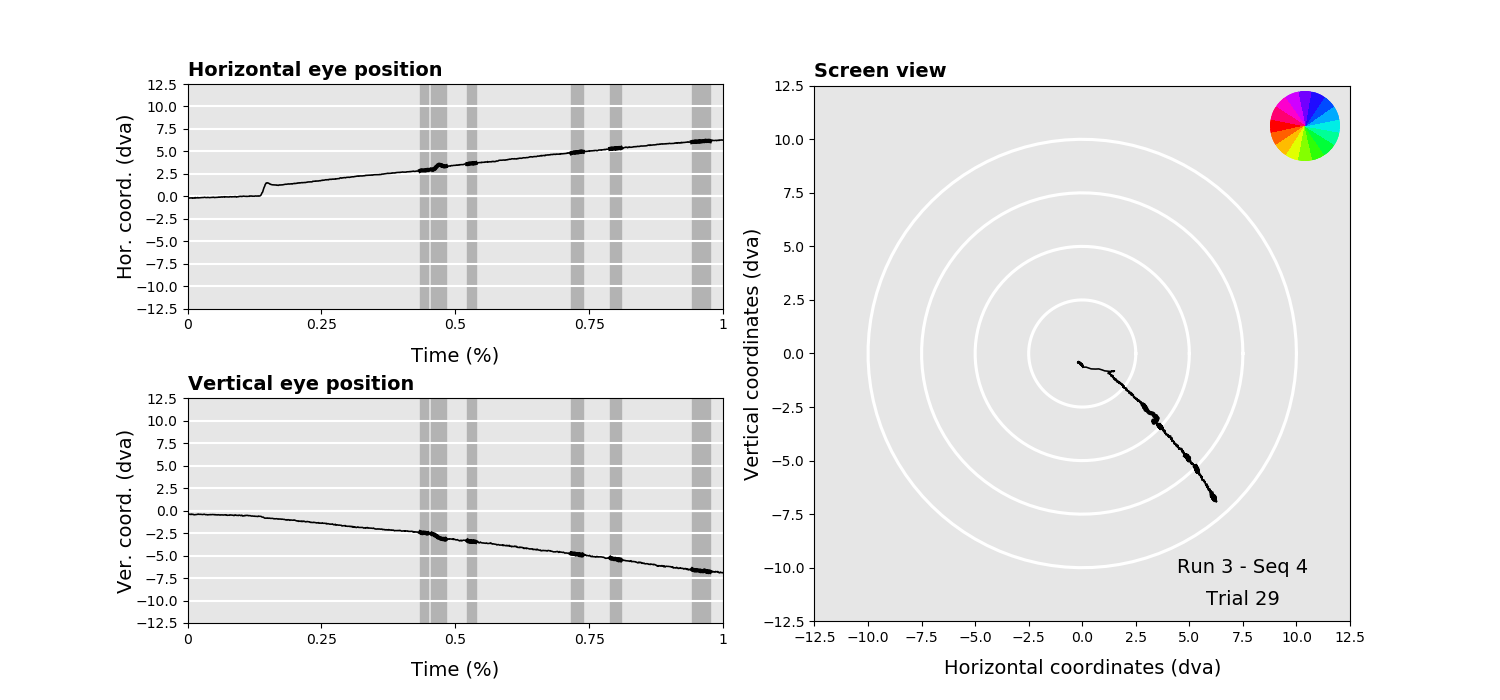 Horizontal eye position
Hor. coord. (dva)
12.5
10.0
7.5
5.0
2.5
0.0
−2.5
−5.0
−7.5
−10.0
−12.5
0 0.25 0.5 0.75 1
Time (%)
Vertical eye position
Ver. coord. (dva)
12.5
10.0
7.5
5.0
2.5
0.0
−2.5
−5.0
−7.5
−10.0
−12.5
0 0.25 0.5 0.75 1
Time (%)
Screen view
Vertical coordinates (dva)
12.5
10.0
7.5
5.0
2.5
0.0
−2.5
−5.0
−7.5
−10.0
−12.5
Run 3 - Seq 4
Trial 29
−12.5 −10.0 −7.5 −5.0 −2.5 0.0 2.5 5.0 7.5 10.0 12.5
Horizontal coordinates (dva)